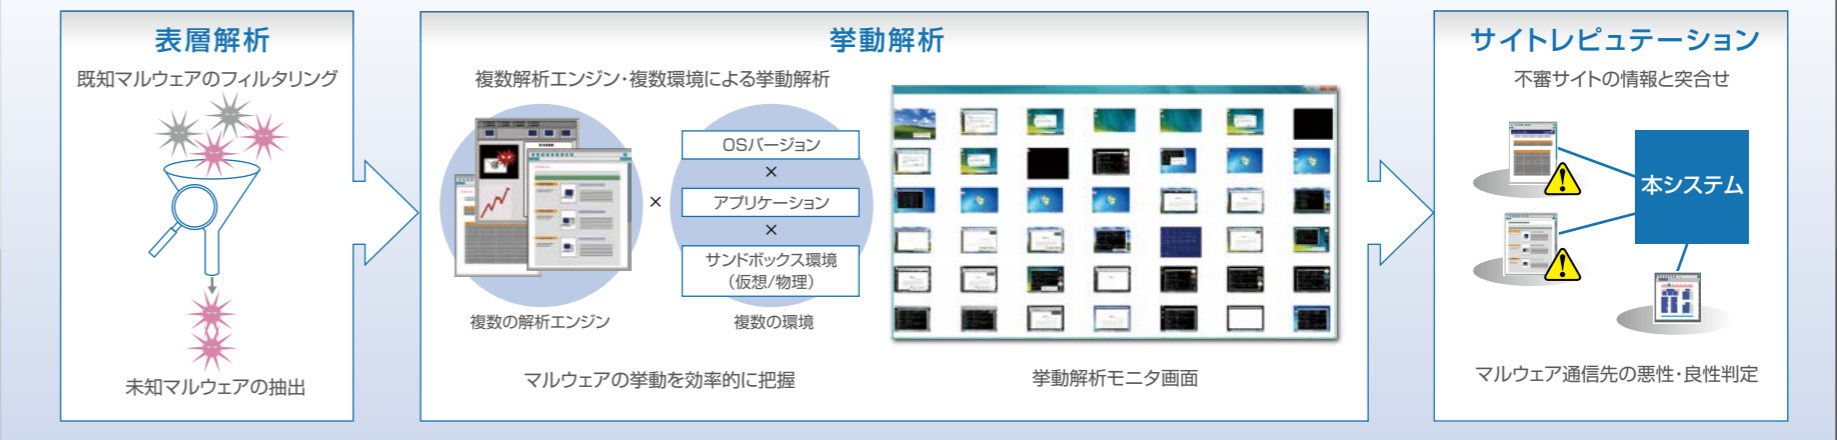 表層解析
既知マルウェアのフィルタリング
未知マルウェアの抽出
挙動解析
複数解析エンジン・複数環境による挙動解析
×
OSバージョン
×
アプリケーション
×
サンドボックス環境
（仮想/物理）
複数の解析エンジン
複数の環境
マルウェアの挙動を効率的に把握
挙動解析モニタ画面
サイトレピュテーション
不審サイトの情報と突合せ
本システム
マルウェア通信先の悪性・良性判定